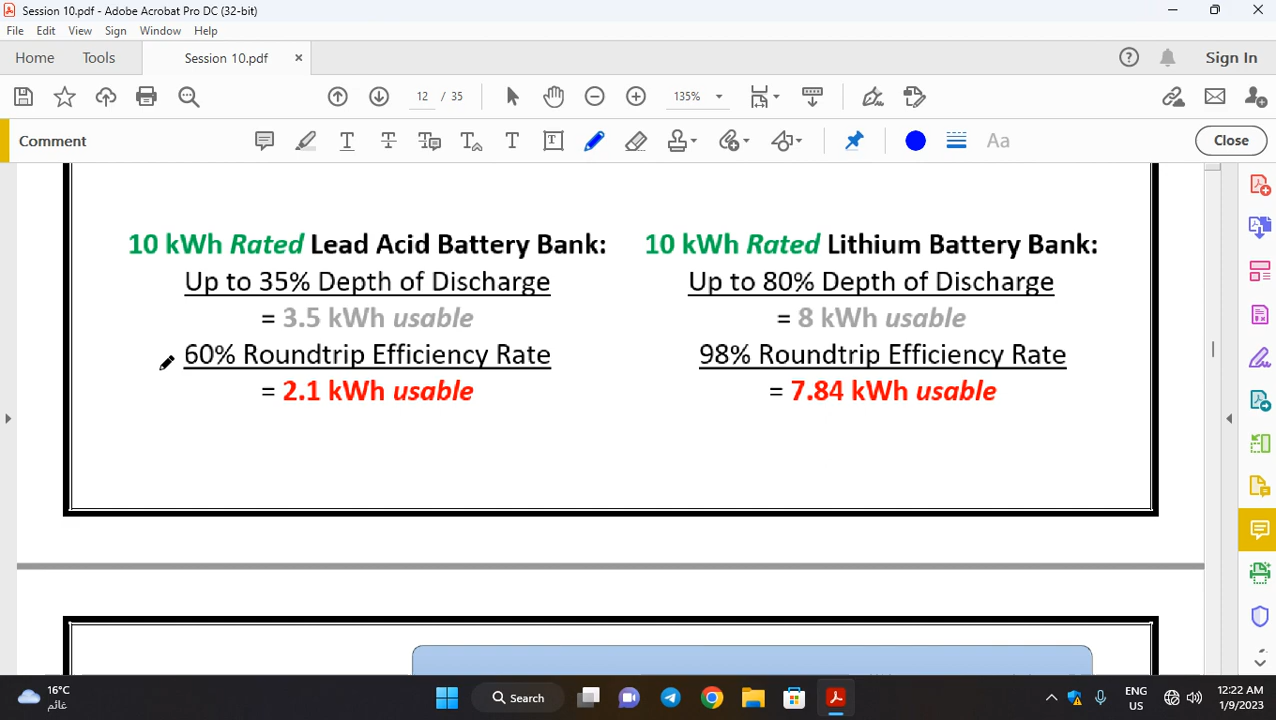 Session 10.pdf - Adobe Acrobat Pro DC (32-bit)
File Edit View Sign Window Help
Home Tools Session 10.pdf × Sign In
12 / 35 135%
Comment Close
10 kWh Rated Lead Acid Battery Bank:
Up to 35% Depth of Discharge
= 3.5 kWh usable
60% Roundtrip Efficiency Rate
= 2.1 kWh usable
10 kWh Rated Lithium Battery Bank:
Up to 80% Depth of Discharge
= 8 kWh usable
98% Roundtrip Efficiency Rate
= 7.84 kWh usable
16°C
غائم
Search
ENG
US
12:22 AM
1/9/2023